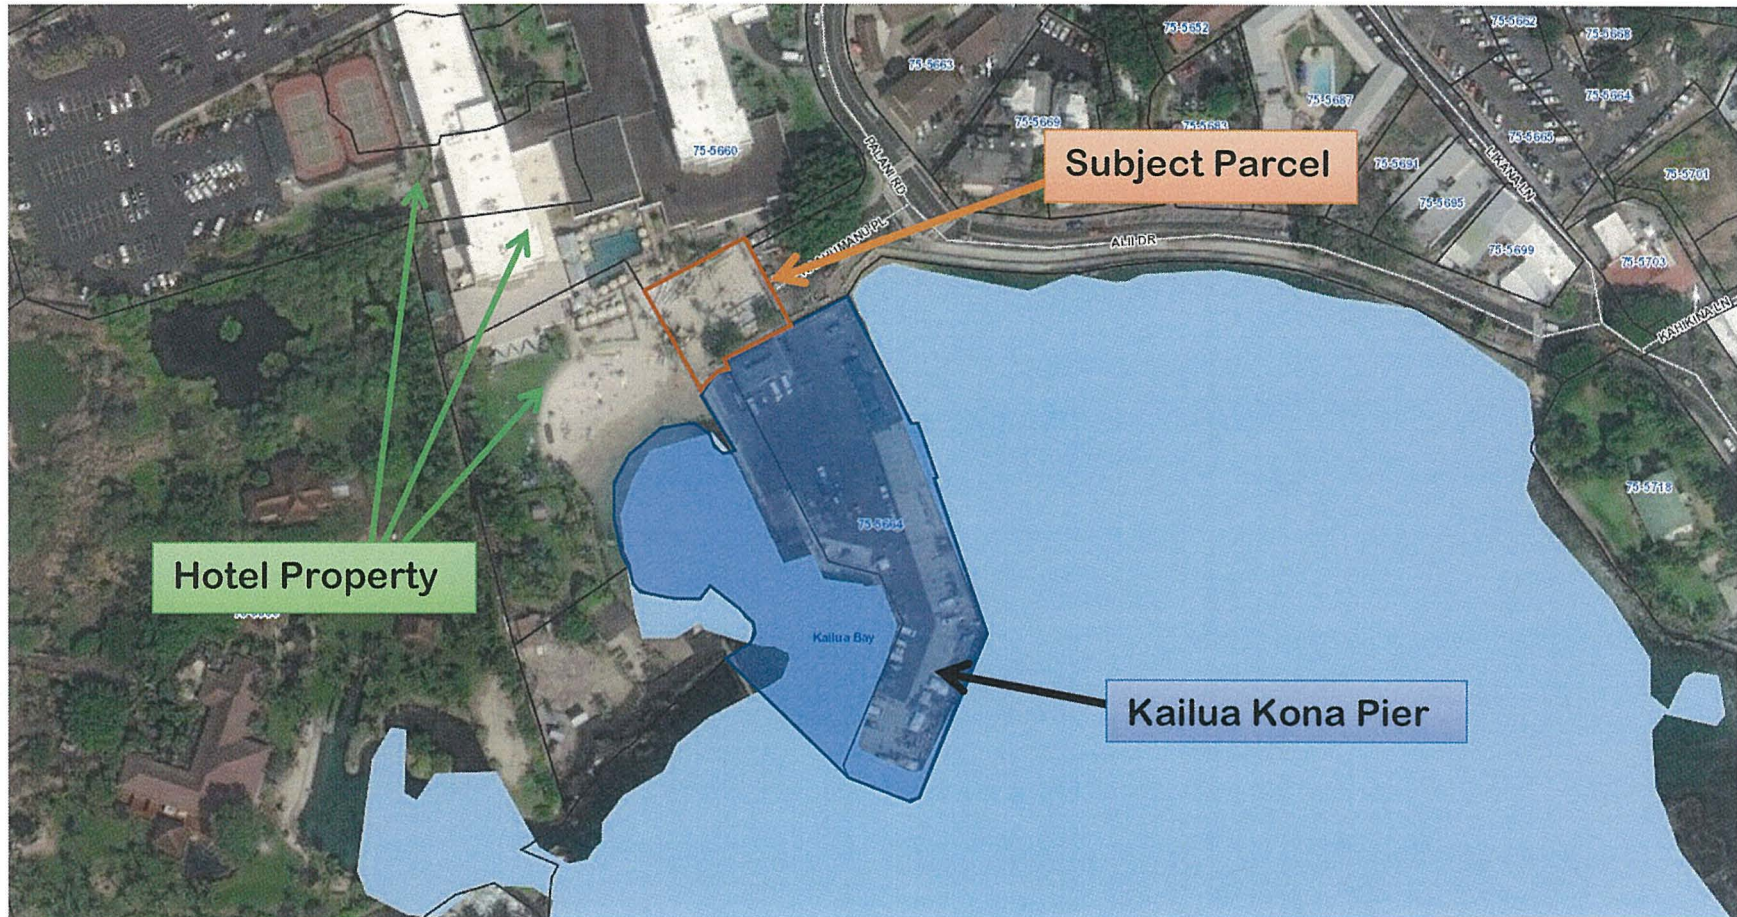 75-5652
75-5662
75-5668
75-5663
75-5687
75-5664
75-5669
75-5683
75-5665
75-5660
PALANI RD
Subject Parcel
75-5691
LIKANA LN
75-5701
75-5695
ALII DR
75-5699
75-5703
KAHIKINA LN
75-5718
75-5664
Hotel Property
Kailua Bay
Kailua Kona Pier